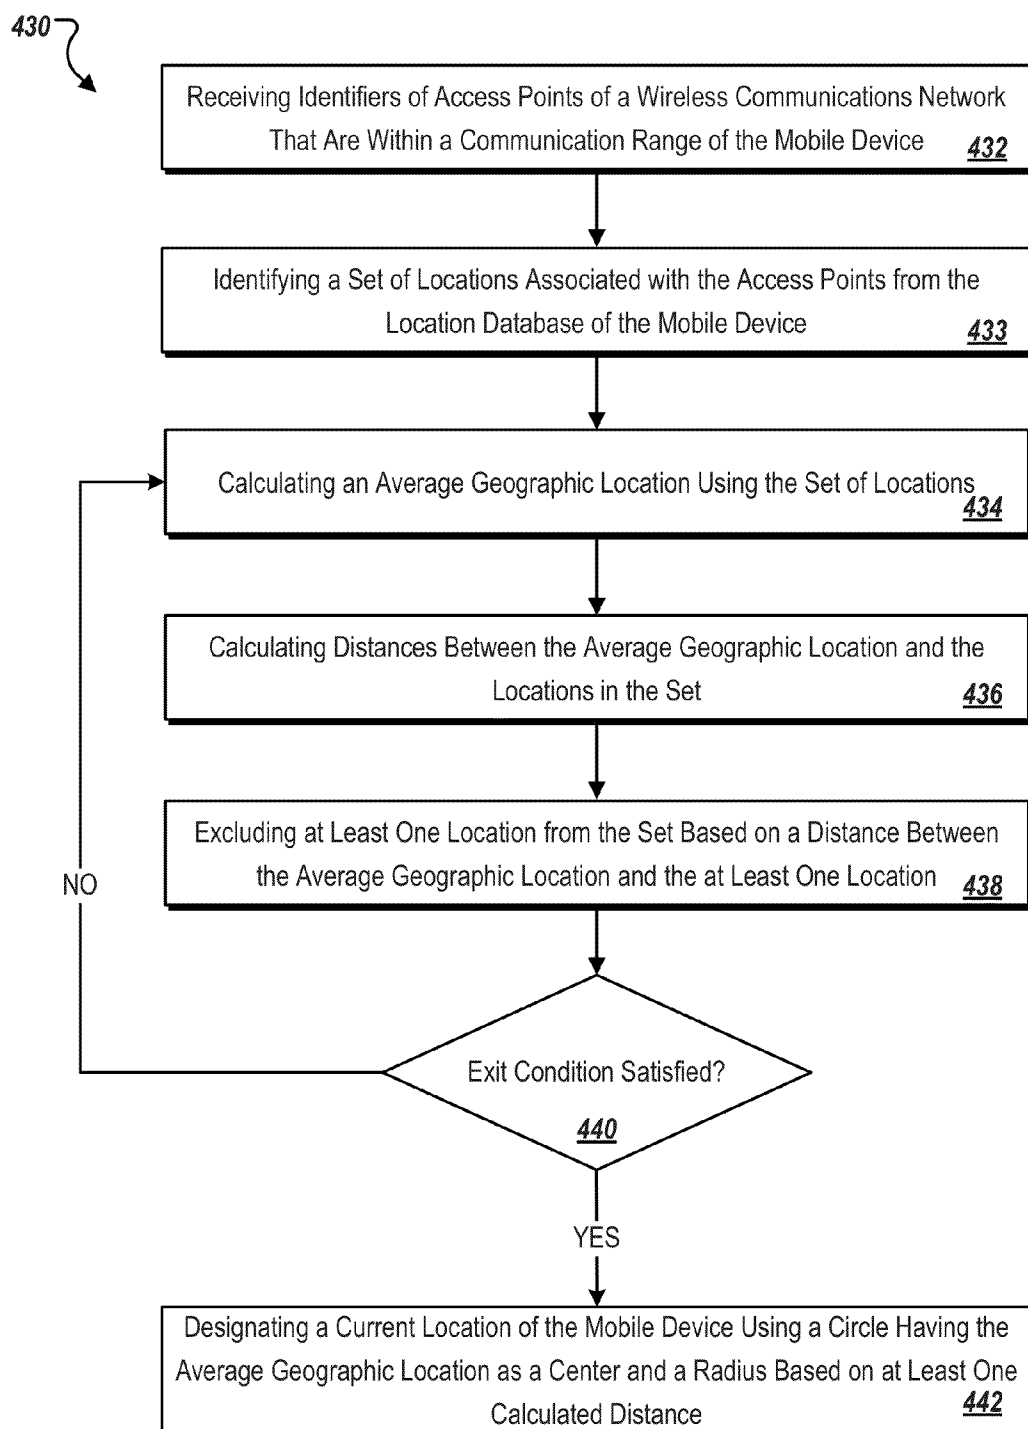 430
Receiving Identifiers of Access Points of a Wireless Communications Network
That Are Within a Communication Range of the Mobile Device
432
Identifying a Set of Locations Associated with the Access Points from the
Location Database of the Mobile Device
433
Calculating an Average Geographic Location Using the Set of Locations
434
Calculating Distances Between the Average Geographic Location and the
Locations in the Set
436
Excluding at Least One Location from the Set Based on a Distance Between
the Average Geographic Location and the at Least One Location
438
NO
Exit Condition Satisfied?
440
YES
Designating a Current Location of the Mobile Device Using a Circle Having the
Average Geographic Location as a Center and a Radius Based on at Least One
Calculated Distance
442